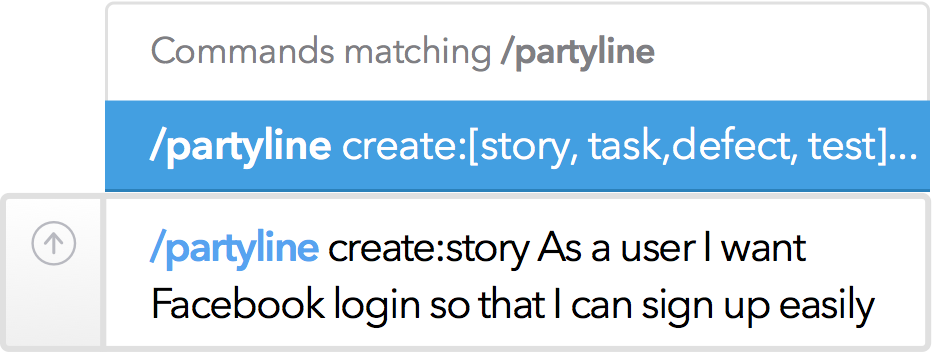 Commands matching /partyline
/partyline create:[story, task,defect, test]...
/partyline create:story As a user I want
Facebook login so that I can sign up easily